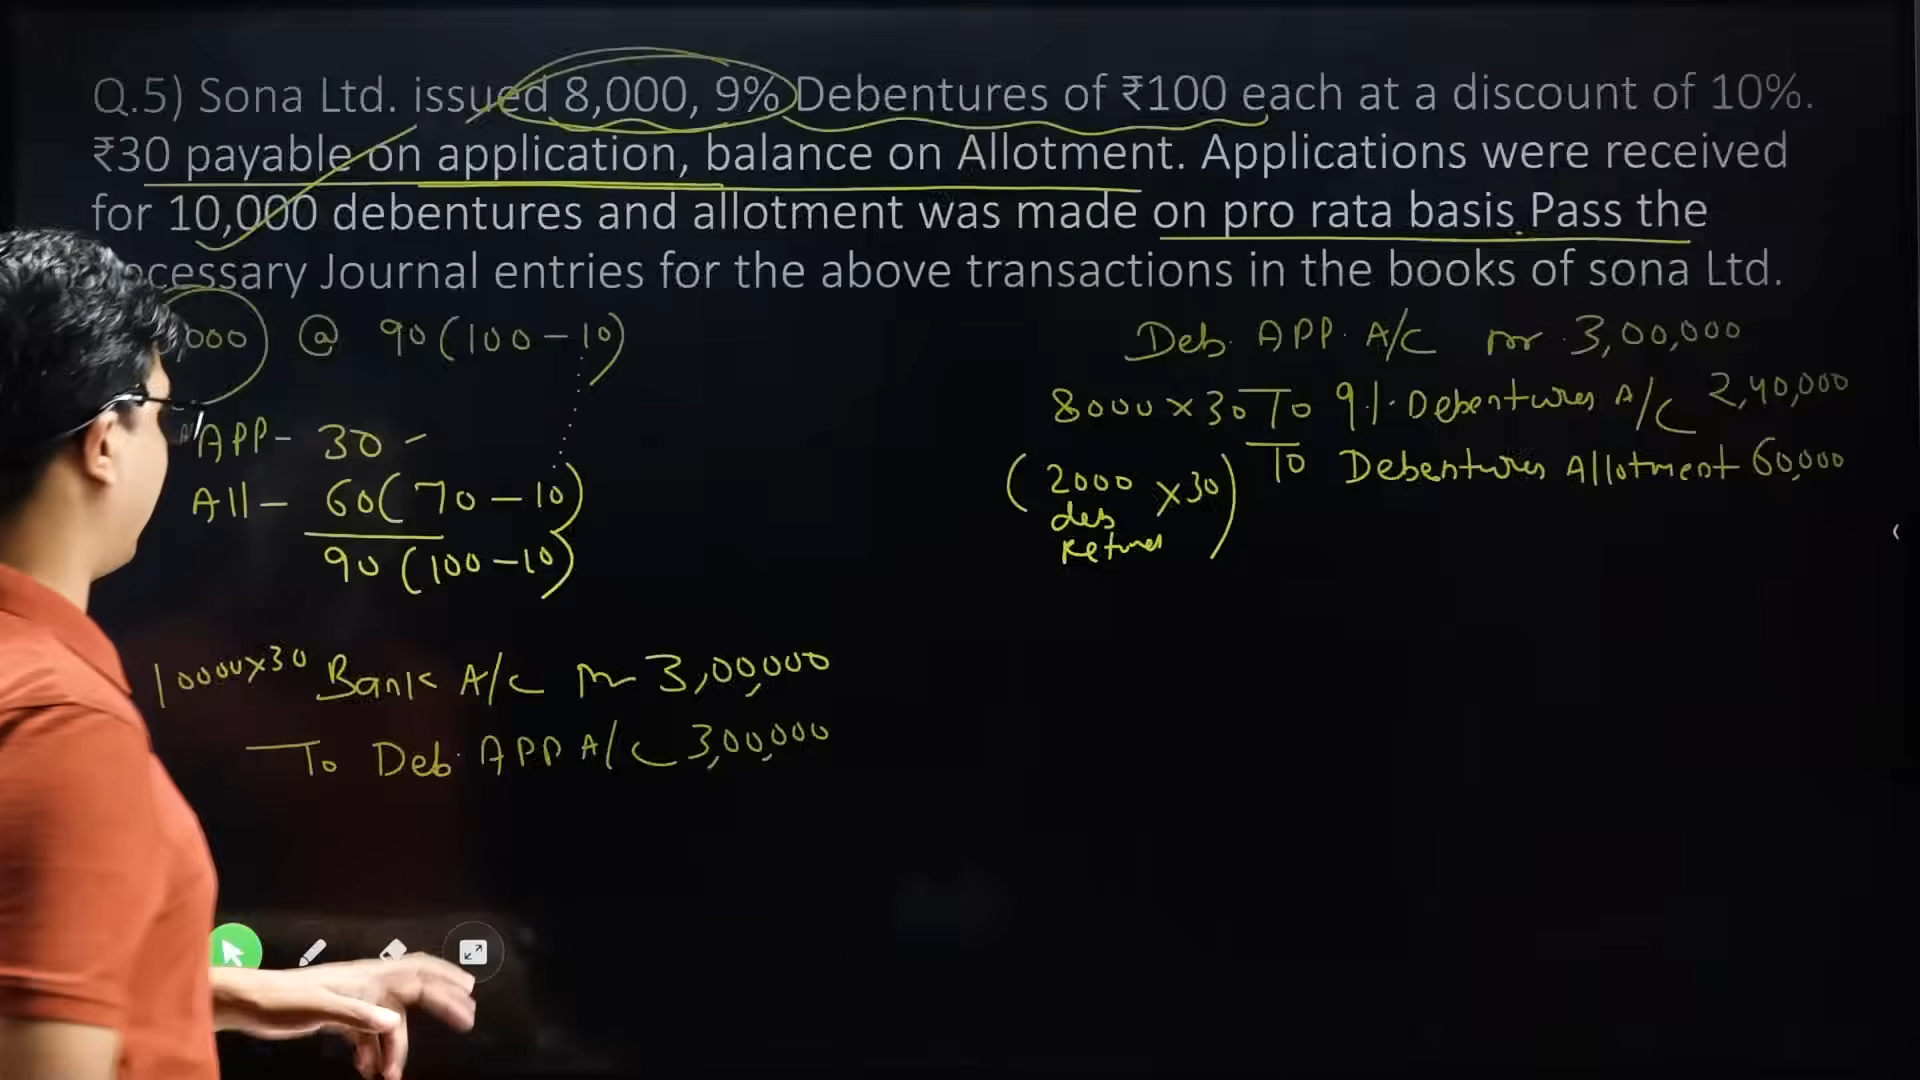 Q.5) Sona Ltd. issued 8,000, 9% Debentures of ₹100 each at a discount of 10%.
₹30 payable on application, balance on Allotment. Applications were received
for 10,000 debentures and allotment was made on pro rata basis. Pass the
cessary Journal entries for the above transactions in the books of sona Ltd.
,000 @ 90 (100-10)
APP- 30 -
All- 60 (70-10)
90 (100-10)
10000x30 Bank A/C Dr 3,00,000
To Deb. APP A/C 3,00,000
Deb. APP. A/C Dr. 3,00,000
8000 x 30 To 9%. Debentures A/C 2,40,000
(2000 x30) To Debentures Allotment 60,000
deb